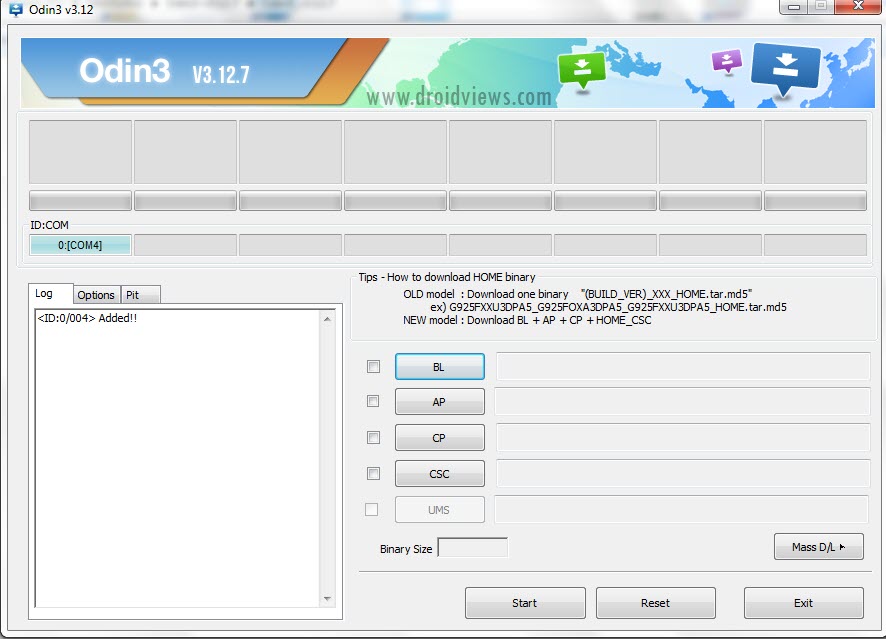 Odin3 v3.12
Odin3 V3.12.7
www.droidviews.com
ID:COM
0:[COM4]
Log Options Pit
<ID:0/004> Added!!
Tips - How to download HOME binary
OLD model : Download one binary "(BUILD_VER)_XXX_HOME.tar.md5"
ex) G925FXXU3DPA5_G925FOXA3DPA5_G925FXXU3DPA5_HOME.tar.md5
NEW model : Download BL + AP + CP + HOME_CSC
BL
AP
CP
CSC
UMS
Binary Size
Mass D/L
Start Reset Exit